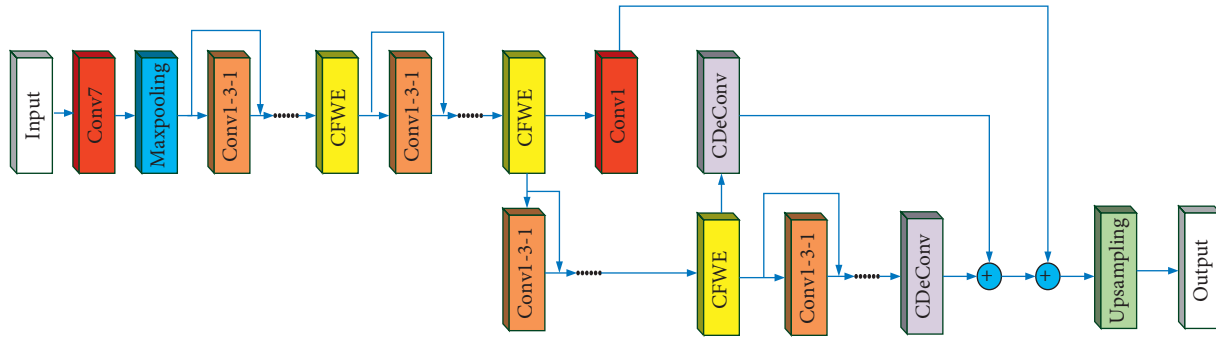 Input
Conv7
Maxpooling
Conv1-3-1
CFWE
Conv1-3-1
CFWE
Conv1
CDeConv
Conv1-3-1
CFWE
Conv1-3-1
CDeConv
+
+
Upsampling
Output